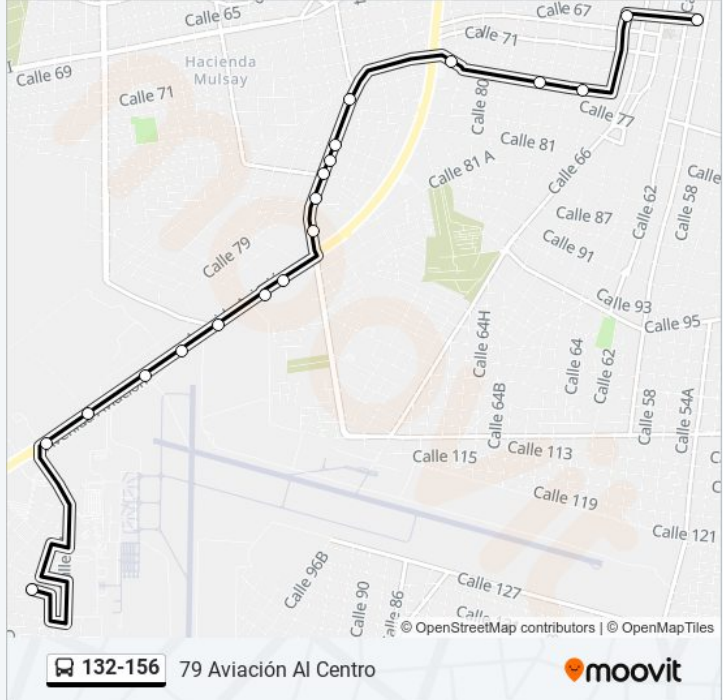 Calle 65
Calle 67
Calle 71
Calle 69
Hacienda
Mulsay
Calle 71
Calle 80
Calle 77
Calle 81
Calle 81 A
Calle 66
Calle
Calle 62
Calle 58
Calle 87
Calle 79
Calle 91
Calle 93
Calle 95
Calle 64H
Calle 64
Calle 62
Calle 64B
Calle 58
Calle 54A
Calle 115
Calle 113
Calle 119
Calle 121
Calle 96B
Calle 90
Calle 127
© OpenStreetMap contributors | © OpenMapTiles
132-156 79 Aviación Al Centro
moovit